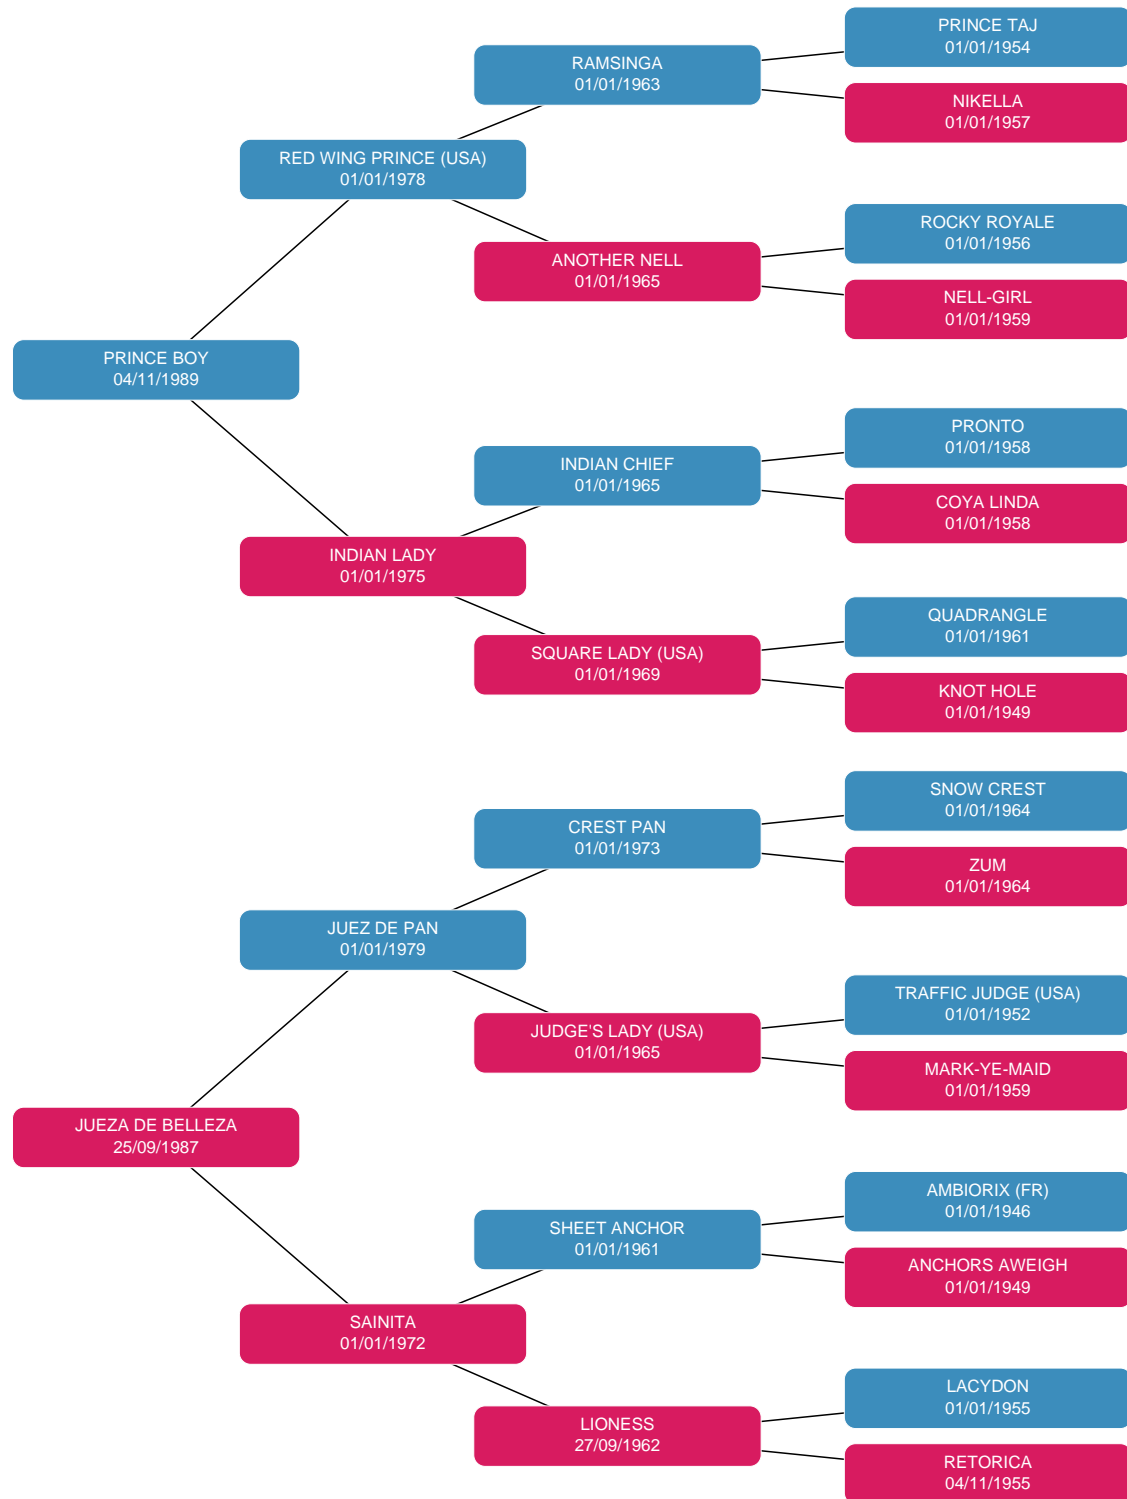 PRINCE TAJ
01/01/1954
RAMSINGA
01/01/1963
NIKELLA
01/01/1957
RED WING PRINCE (USA)
01/01/1978
ROCKY ROYALE
01/01/1956
ANOTHER NELL
01/01/1965
NELL-GIRL
01/01/1959
PRINCE BOY
04/11/1989
PRONTO
01/01/1958
INDIAN CHIEF
01/01/1965
COYA LINDA
01/01/1958
INDIAN LADY
01/01/1975
QUADRANGLE
01/01/1961
SQUARE LADY (USA)
01/01/1969
KNOT HOLE
01/01/1949
SNOW CREST
01/01/1964
CREST PAN
01/01/1973
ZUM
01/01/1964
JUEZ DE PAN
01/01/1979
TRAFFIC JUDGE (USA)
01/01/1952
JUDGE'S LADY (USA)
01/01/1965
MARK-YE-MAID
01/01/1959
JUEZA DE BELLEZA
25/09/1987
AMBIORIX (FR)
01/01/1946
SHEET ANCHOR
01/01/1961
ANCHORS AWEIGH
01/01/1949
SAINITA
01/01/1972
LACYDON
01/01/1955
LIONESS
27/09/1962
RETORICA
04/11/1955